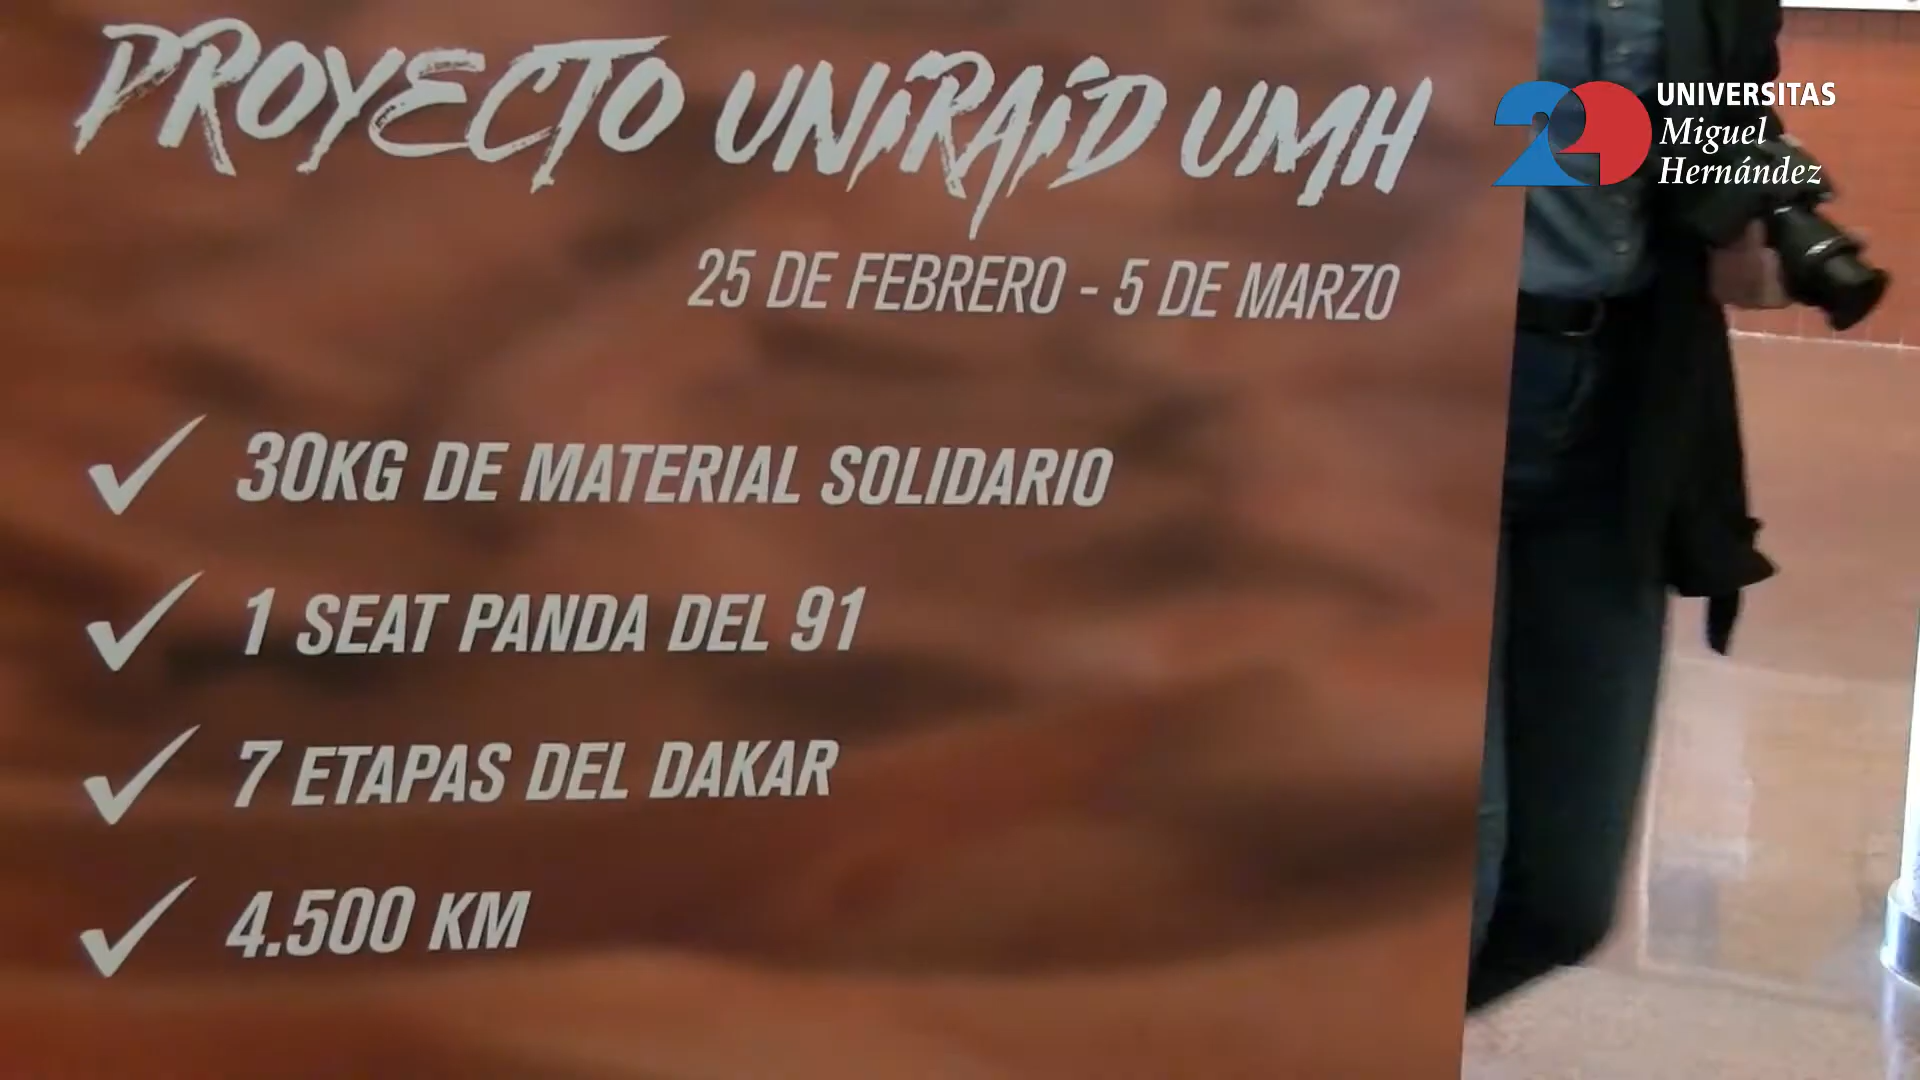 PROYECTO UNiRAiD UMH
25 DE FEBRERO - 5 DE MARZO
30KG DE MATERIAL SOLIDARIO
1 SEAT PANDA DEL 91
7 ETAPAS DEL DAKAR
4.500 KM
20 UNIVERSITAS
Miguel
Hernández